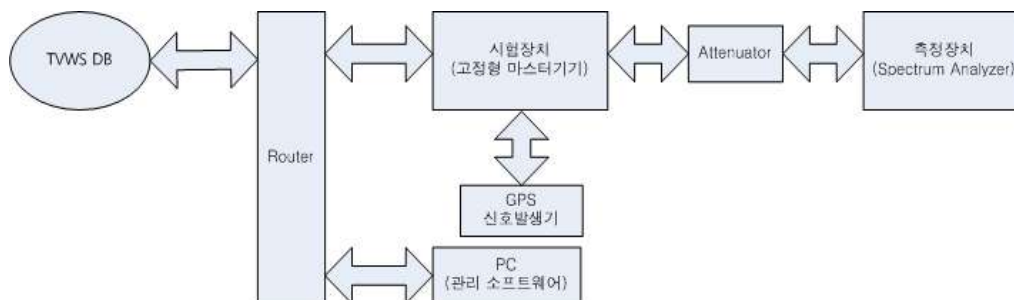 TVWS DB
Router
시험장치
(고정형 마스터기기)
Attenuator
측정장치
(Spectrum Analyzer)
GPS
신호발생기
PC
(관리 소프트웨어)